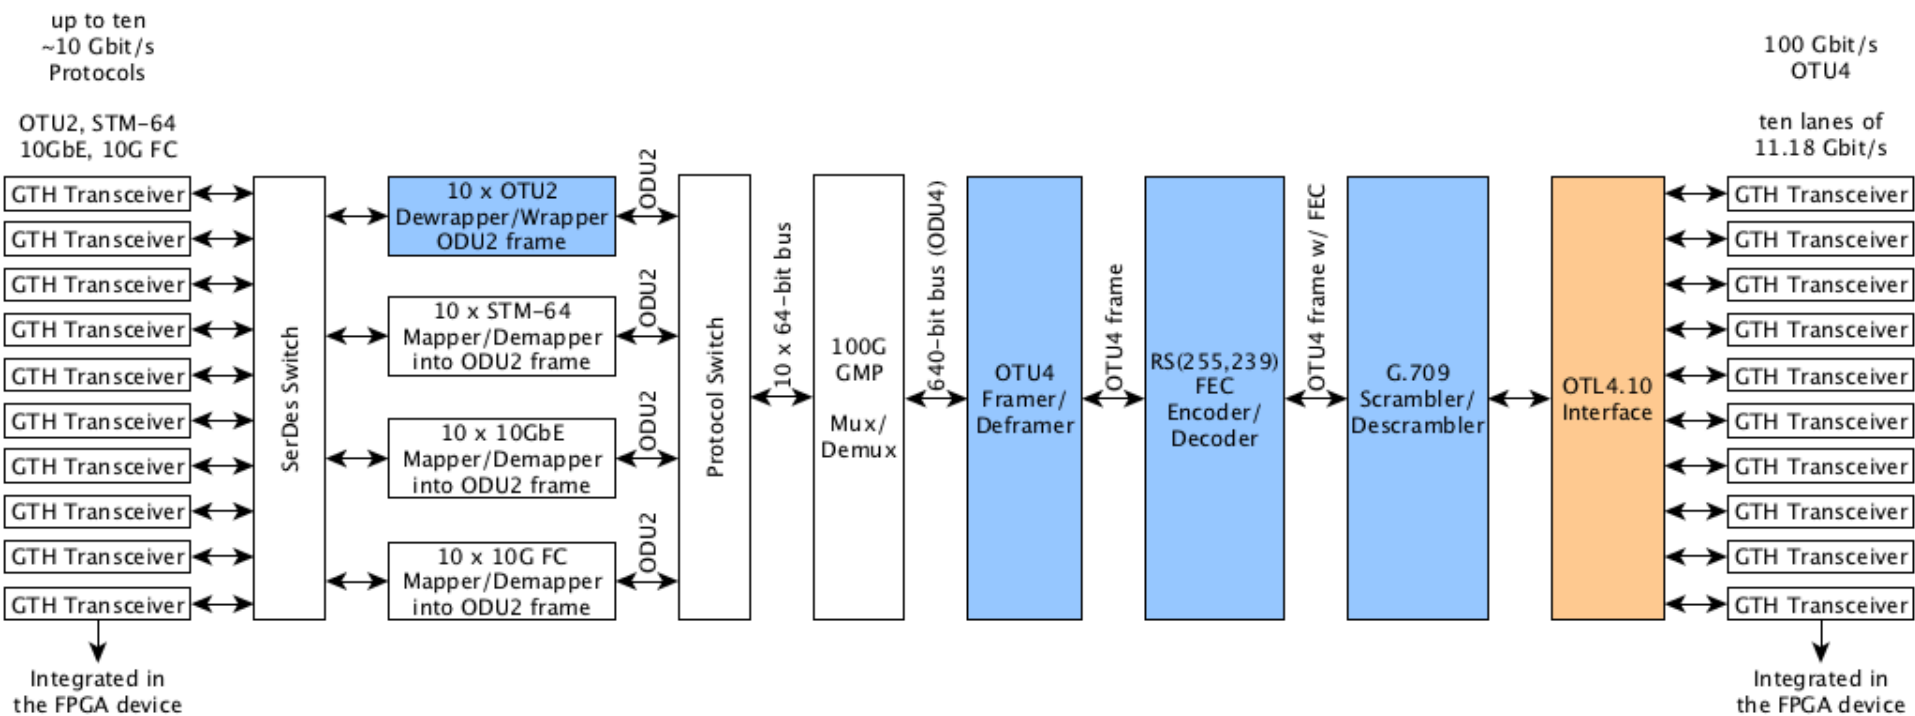 up to ten
~10 Gbit/s
Protocols
OTU2, STM-64
10GbE, 10G FC
GTH Transceiver
GTH Transceiver
GTH Transceiver
GTH Transceiver
GTH Transceiver
GTH Transceiver
GTH Transceiver
GTH Transceiver
GTH Transceiver
GTH Transceiver
Integrated in
the FPGA device
SerDes Switch
10 x OTU2
Dewrapper/Wrapper
ODU2 frame
ODU2
10 x STM-64
Mapper/Demapper
into ODU2 frame
ODU2
10 x 10GbE
Mapper/Demapper
into ODU2 frame
ODU2
10 x 10G FC
Mapper/Demapper
into ODU2 frame
ODU2
Protocol Switch
10 x 64-bit bus
100G
GMP
Mux/
Demux
640-bit bus (ODU4)
OTU4
Framer/
Deframer
OTU4 frame
RS(255,239)
FEC
Encoder/
Decoder
OTU4 frame w/ FEC
G.709
Scrambler/
Descrambler
OTL4.10
Interface
100 Gbit/s
OTU4
ten lanes of
11.18 Gbit/s
GTH Transceiver
GTH Transceiver
GTH Transceiver
GTH Transceiver
GTH Transceiver
GTH Transceiver
GTH Transceiver
GTH Transceiver
GTH Transceiver
GTH Transceiver
Integrated in
the FPGA device